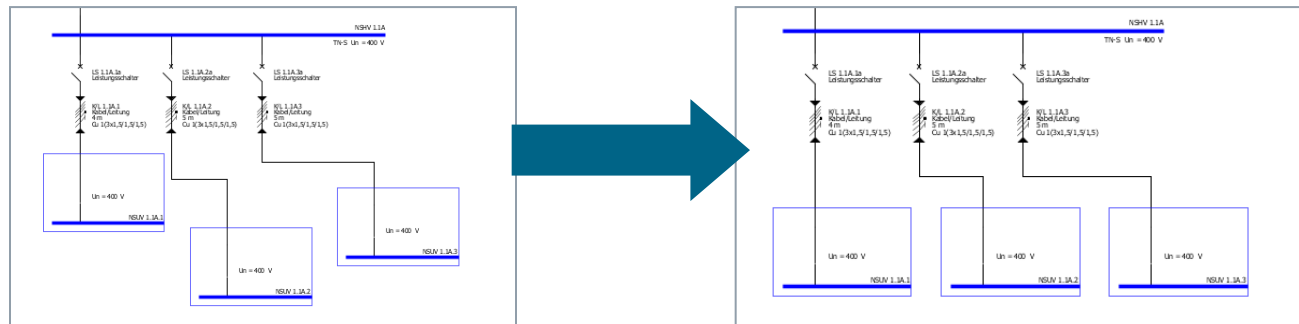 NSHV 1.1A
TN-S Un = 400 V
LS 1.1A.1a
Leistungsschalter
LS 1.1A.2a
Leistungsschalter
LS 1.1A.3a
Leistungsschalter
K/L 1.1A.1
Kabel/Leitung
4 m
Cu 1(3x1,5/1,5/1,5)
K/L 1.1A.2
Kabel/Leitung
5 m
Cu 1(3x1,5/1,5/1,5)
K/L 1.1A.3
Kabel/Leitung
5 m
Cu 1(3x1,5/1,5/1,5)
Un = 400 V
NSUV 1.1A.1
Un = 400 V
NSUV 1.1A.2
Un = 400 V
NSUV 1.1A.3
NSHV 1.1A
TN-S Un = 400 V
LS 1.1A.1a
Leistungsschalter
LS 1.1A.2a
Leistungsschalter
LS 1.1A.3a
Leistungsschalter
K/L 1.1A.1
Kabel/Leitung
4 m
Cu 1(3x1,5/1,5/1,5)
K/L 1.1A.2
Kabel/Leitung
5 m
Cu 1(3x1,5/1,5/1,5)
K/L 1.1A.3
Kabel/Leitung
5 m
Cu 1(3x1,5/1,5/1,5)
Un = 400 V
NSUV 1.1A.1
Un = 400 V
NSUV 1.1A.2
Un = 400 V
NSUV 1.1A.3